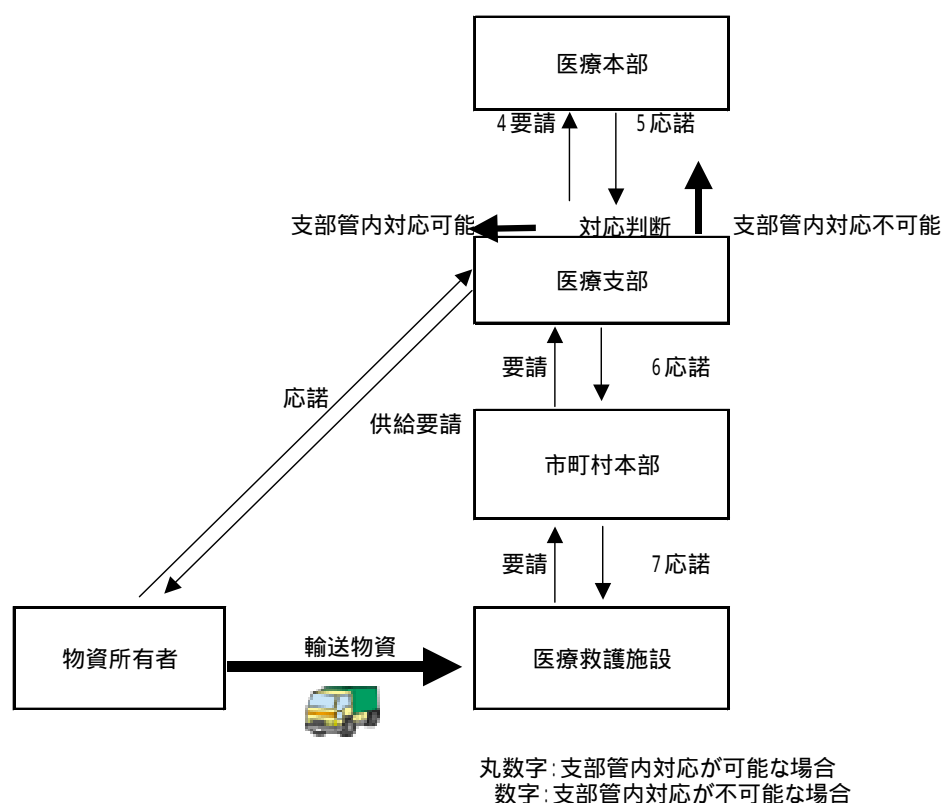 医療本部
4要請
5応諾
支部管内対応可能
対応判断
支部管内対応不可能
医療支部
要請
6応諾
応諾
供給要請
市町村本部
要請
7応諾
物資所有者
輸送物資
医療救護施設
丸数字:支部管内対応が可能な場合
数字:支部管内対応が不可能な場合